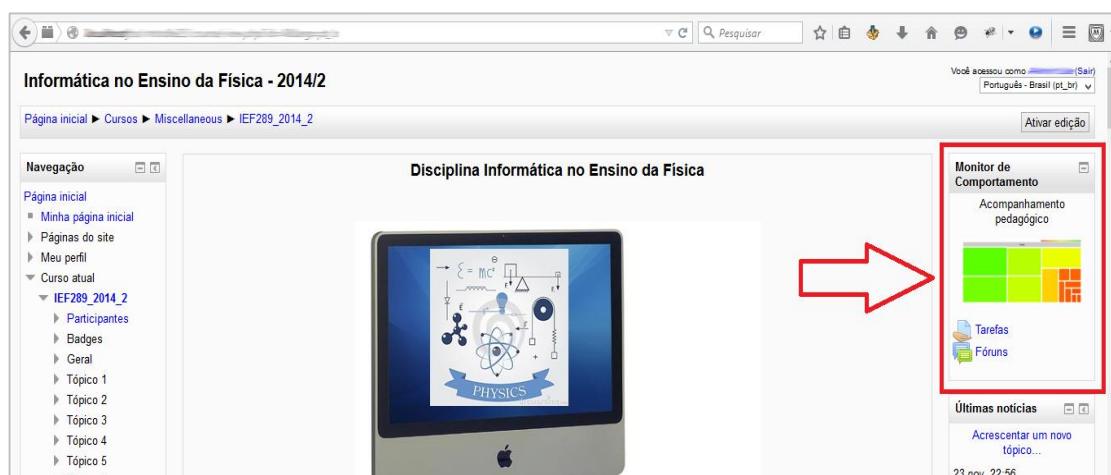 Pesquisar
Informática no Ensino da Física - 2014/2
Você acessou como
(Sair)
Português - Brasil (pt_br)
Página inicial ► Cursos ► Miscellaneous ► IEF289_2014_2
Ativar edição
Navegação
Página inicial
Minha página inicial
Páginas do site
Meu perfil
Curso atual
IEF289_2014_2
Participantes
Badges
Geral
Tópico 1
Tópico 2
Tópico 3
Tópico 4
Tópico 5
Disciplina Informática no Ensino da Física
PHYSICS
Monitor de
Comportamento
Acompanhamento
pedagógico
Tarefas
Fóruns
Últimas notícias
Acrescentar um novo
tópico...
23 nov, 22:56